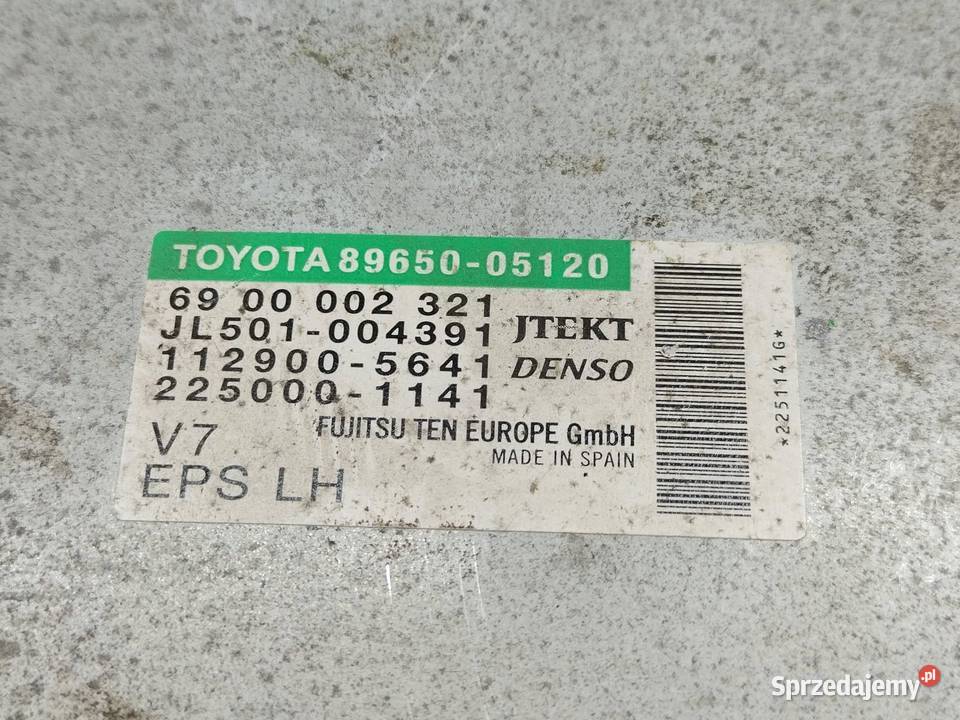 TOYOTA 89650-05120
69 00 002 321
JL501-004391 JTEKT
112900-5641 DENSO
225000-1141
V7 FUJITSU TEN EUROPE GmbH
MADE IN SPAIN
EPS LH
*2251141G*
Sprzedajemy.pl